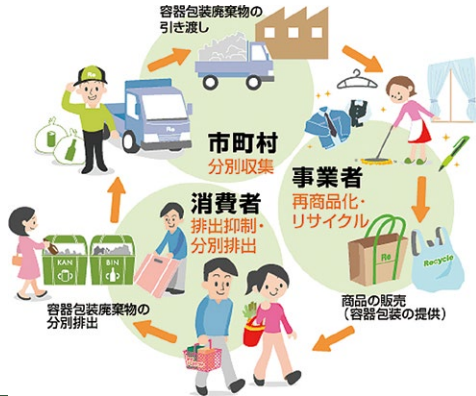 容器包装廃棄物の
引き渡し
Re
Re
Re
市町村
分別収集
事業者
再商品化・
リサイクル
消費者
排出抑制・
分別排出
KAN
BIN
Re
Recycle
容器包装廃棄物の
分別排出
商品の販売
(容器包装の提供)